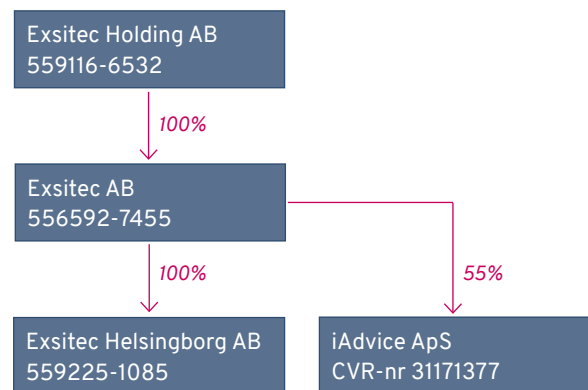 Exsitec Holding AB
559116-6532
100%
Exsitec AB
556592-7455
100%
55%
Exsitec Helsingborg AB
559225-1085
iAdvice ApS
CVR-nr 31171377